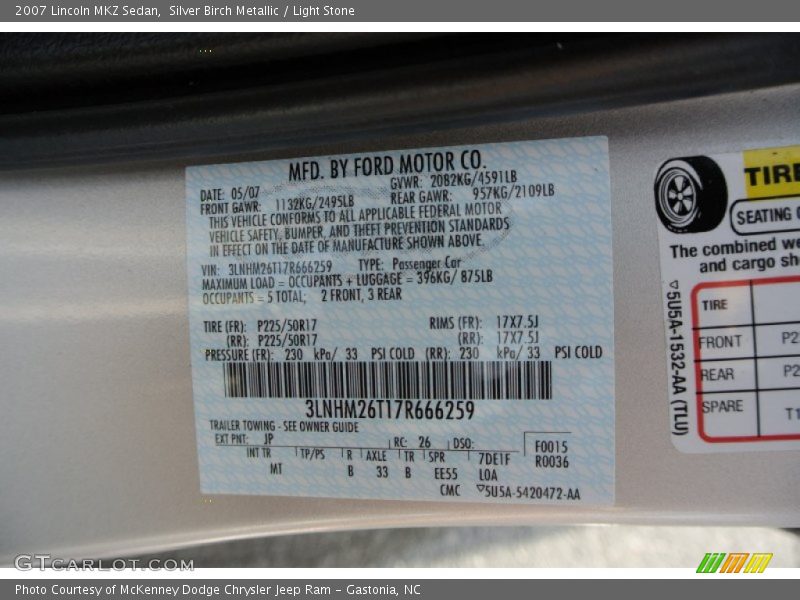 2007 Lincoln MKZ Sedan,  Silver Birch Metallic / Light Stone
MFD. BY FORD MOTOR CO.
DATE: 05/07
GVWR: 2082KG/4591LB
FRONT GAWR: 1132KG/2495LB
REAR GAWR: 957KG/2109LB
THIS VEHICLE CONFORMS TO ALL APPLICABLE FEDERAL MOTOR
VEHICLE SAFETY, BUMPER, AND THEFT PREVENTION STANDARDS
IN EFFECT ON THE DATE OF MANUFACTURE SHOWN ABOVE.
VIN: 3LNHM26T17R666259 TYPE: Passenger Car
MAXIMUM LOAD = OCCUPANTS + LUGGAGE = 396KG/ 875LB
OCCUPANTS = 5 TOTAL; 2 FRONT, 3 REAR
TIRE (FR): P225/50R17 RIMS (FR): 17X7.5J
(RR): P225/50R17 (RR): 17X7.5J
PRESSURE (FR): 230 kPa/ 33 PSI COLD (RR): 230 kPa/ 33 PSI COLD
3LNHM26T17R666259
TRAILER TOWING - SEE OWNER GUIDE
EXT PNT: JP RC: 26 DSO: F0015
INT TR TP/PS R AXLE TR SPR 7DE1F R0036
MT B 33 B EE55 L0A
CMC ▽5U5A-5420472-AA
TIRE
SEATING
The combined we
and cargo sh
▽5U5A-1532-AA (TLU)
TIRE
FRONT P2
REAR P2
SPARE T1
GTCARLOT.COM
Photo Courtesy of McKenney Dodge Chrysler Jeep Ram - Gastonia, NC